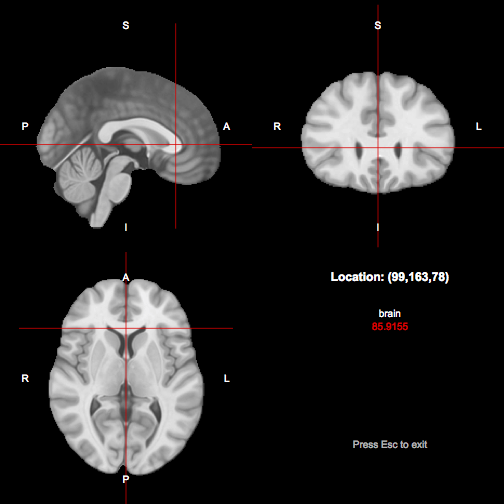 S
S
P
A
R
L
I
I
A
Location: (99,163,78)
brain
85.9155
R
L
Press Esc to exit
P